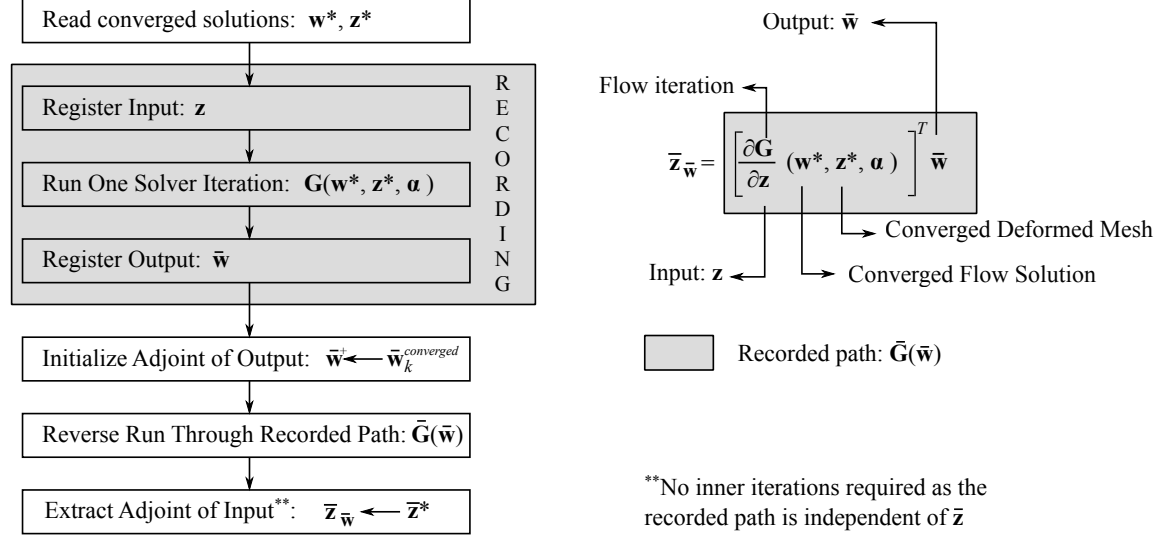 Read converged solutions: w*, z*
Register Input: z
Run One Solver Iteration: G(w*, z*, α )
Register Output: w̄
RECORDING
Initialize Adjoint of Output: w̄⁺ ← w̄ₖ^converged
Reverse Run Through Recorded Path: Ḡ(w̄)
Extract Adjoint of Input**: z̄_w̄ ← z̄*
Output: w̄
Flow iteration
z̄_w̄ = [∂G/∂z (w*, z*, α )]^T w̄
Converged Deformed Mesh
Input: z
Converged Flow Solution
Recorded path: Ḡ(w̄)
**No inner iterations required as the
recorded path is independent of z̄